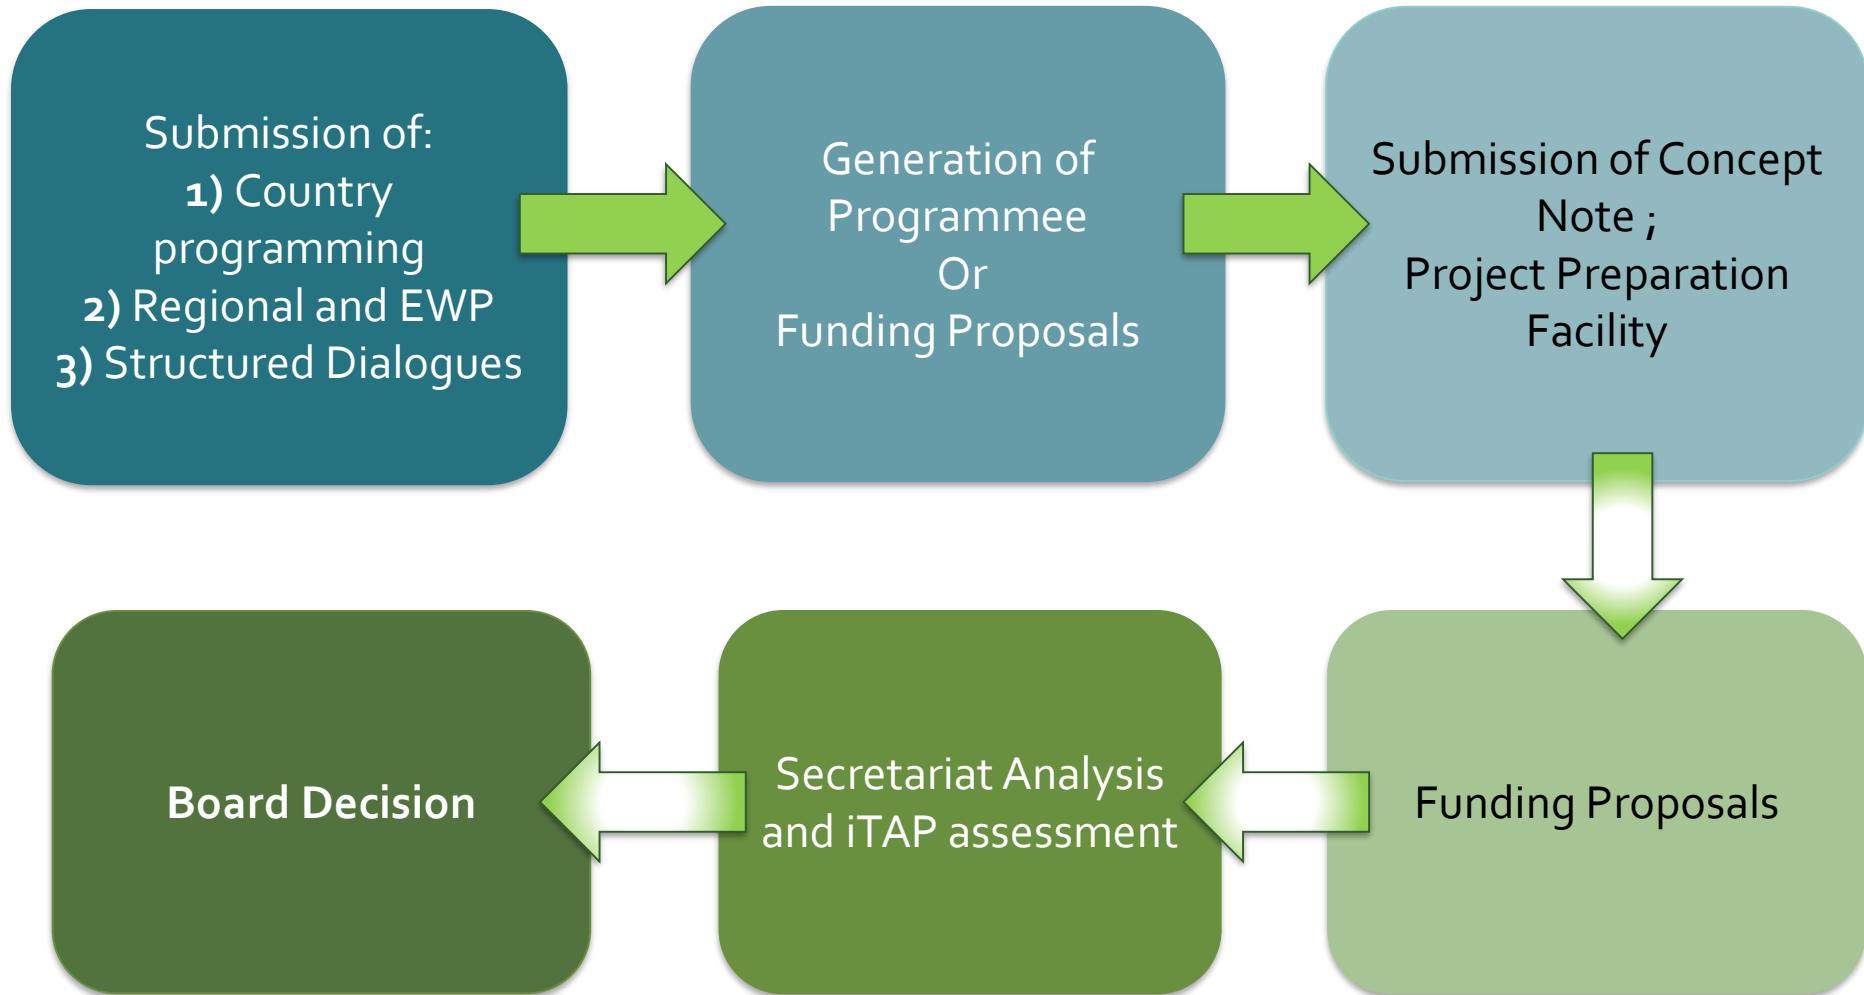 Submission of:
1) Country
programming
2) Regional and EWP
3) Structured Dialogues
Generation of
Programmee
Or
Funding Proposals
Submission of Concept
Note ;
Project Preparation
Facility
Funding Proposals
Secretariat Analysis
and iTAP assessment
Board Decision